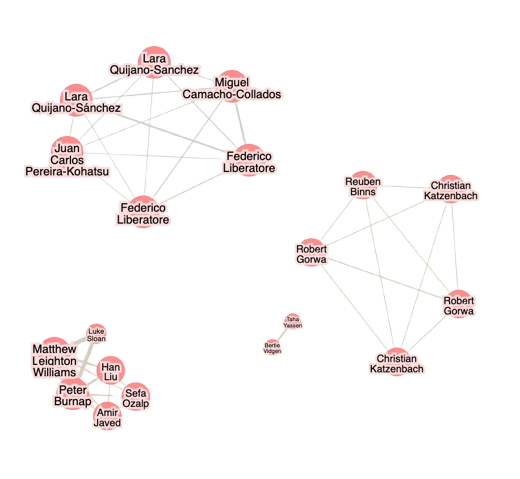 Lara
Quijano-Sanchez
Miguel
Camacho-Collados
Lara
Quijano-Sánchez
Juan
Carlos
Pereira-Kohatsu
Federico
Liberatore
Federico
Liberatore
Reuben
Binns
Christian
Katzenbach
Robert
Gorwa
Robert
Gorwa
Christian
Katzenbach
Taha
Yasseri
Bertie
Vidgen
Luke
Sloan
Matthew
Leighton
Williams
Han
Liu
Peter
Burnap
Sefa
Ozalp
Amir
Javed